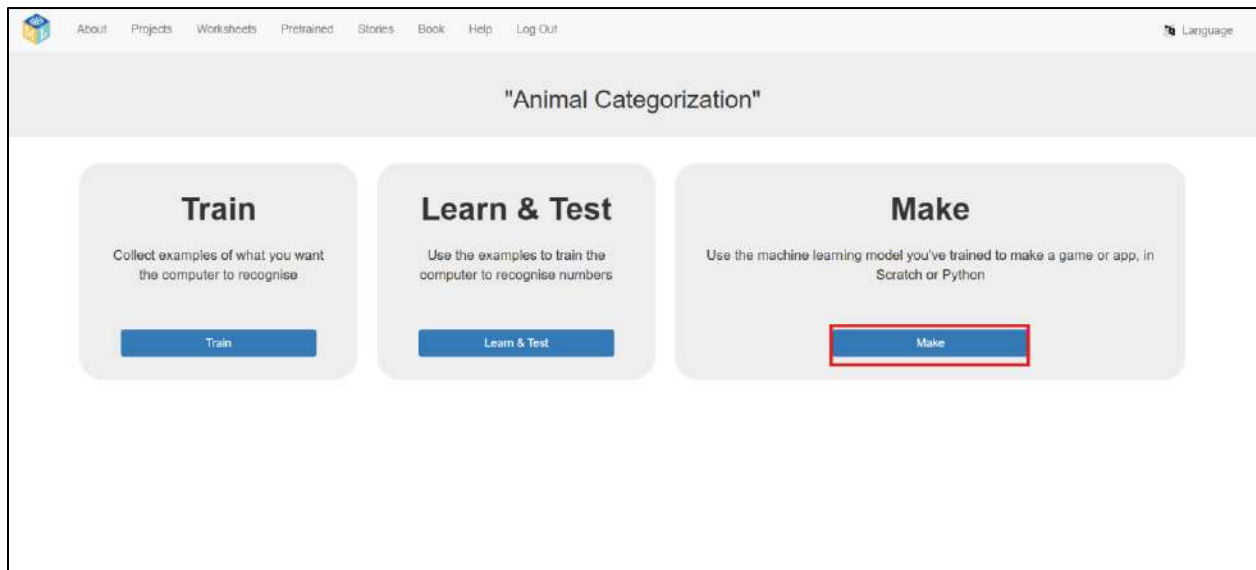 About Projects Worksheets Pretrained Stories Book Help Log Out Language
"Animal Categorization"
Train
Collect examples of what you want
the computer to recognise
Train
Learn & Test
Use the examples to train the
computer to recognise numbers
Learn & Test
Make
Use the machine learning model you've trained to make a game or app, in
Scratch or Python
Make